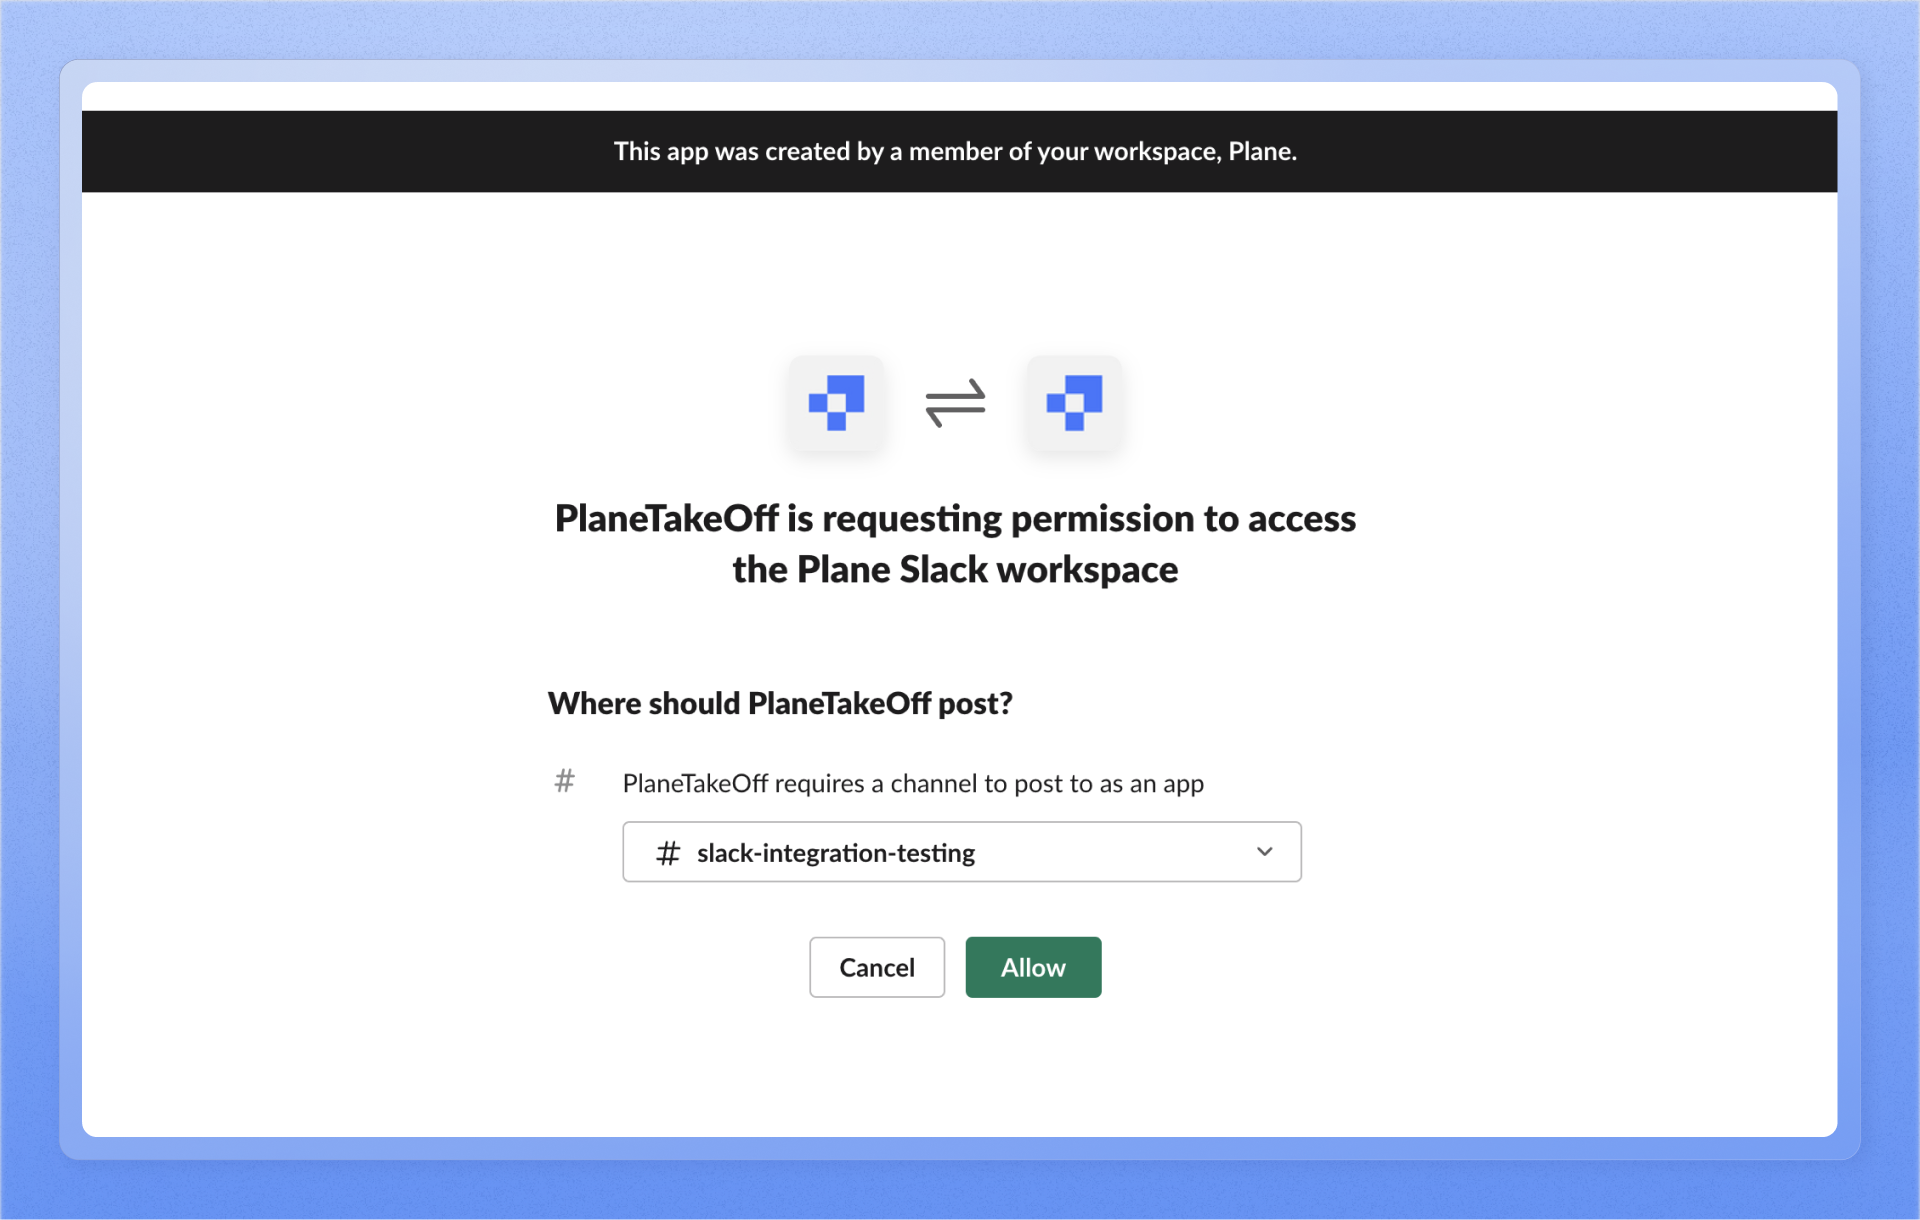 This app was created by a member of your workspace, Plane.
PlaneTakeOff is requesting permission to access
the Plane Slack workspace
Where should PlaneTakeOff post?
# PlaneTakeOff requires a channel to post to as an app
# slack-integration-testing
Cancel Allow